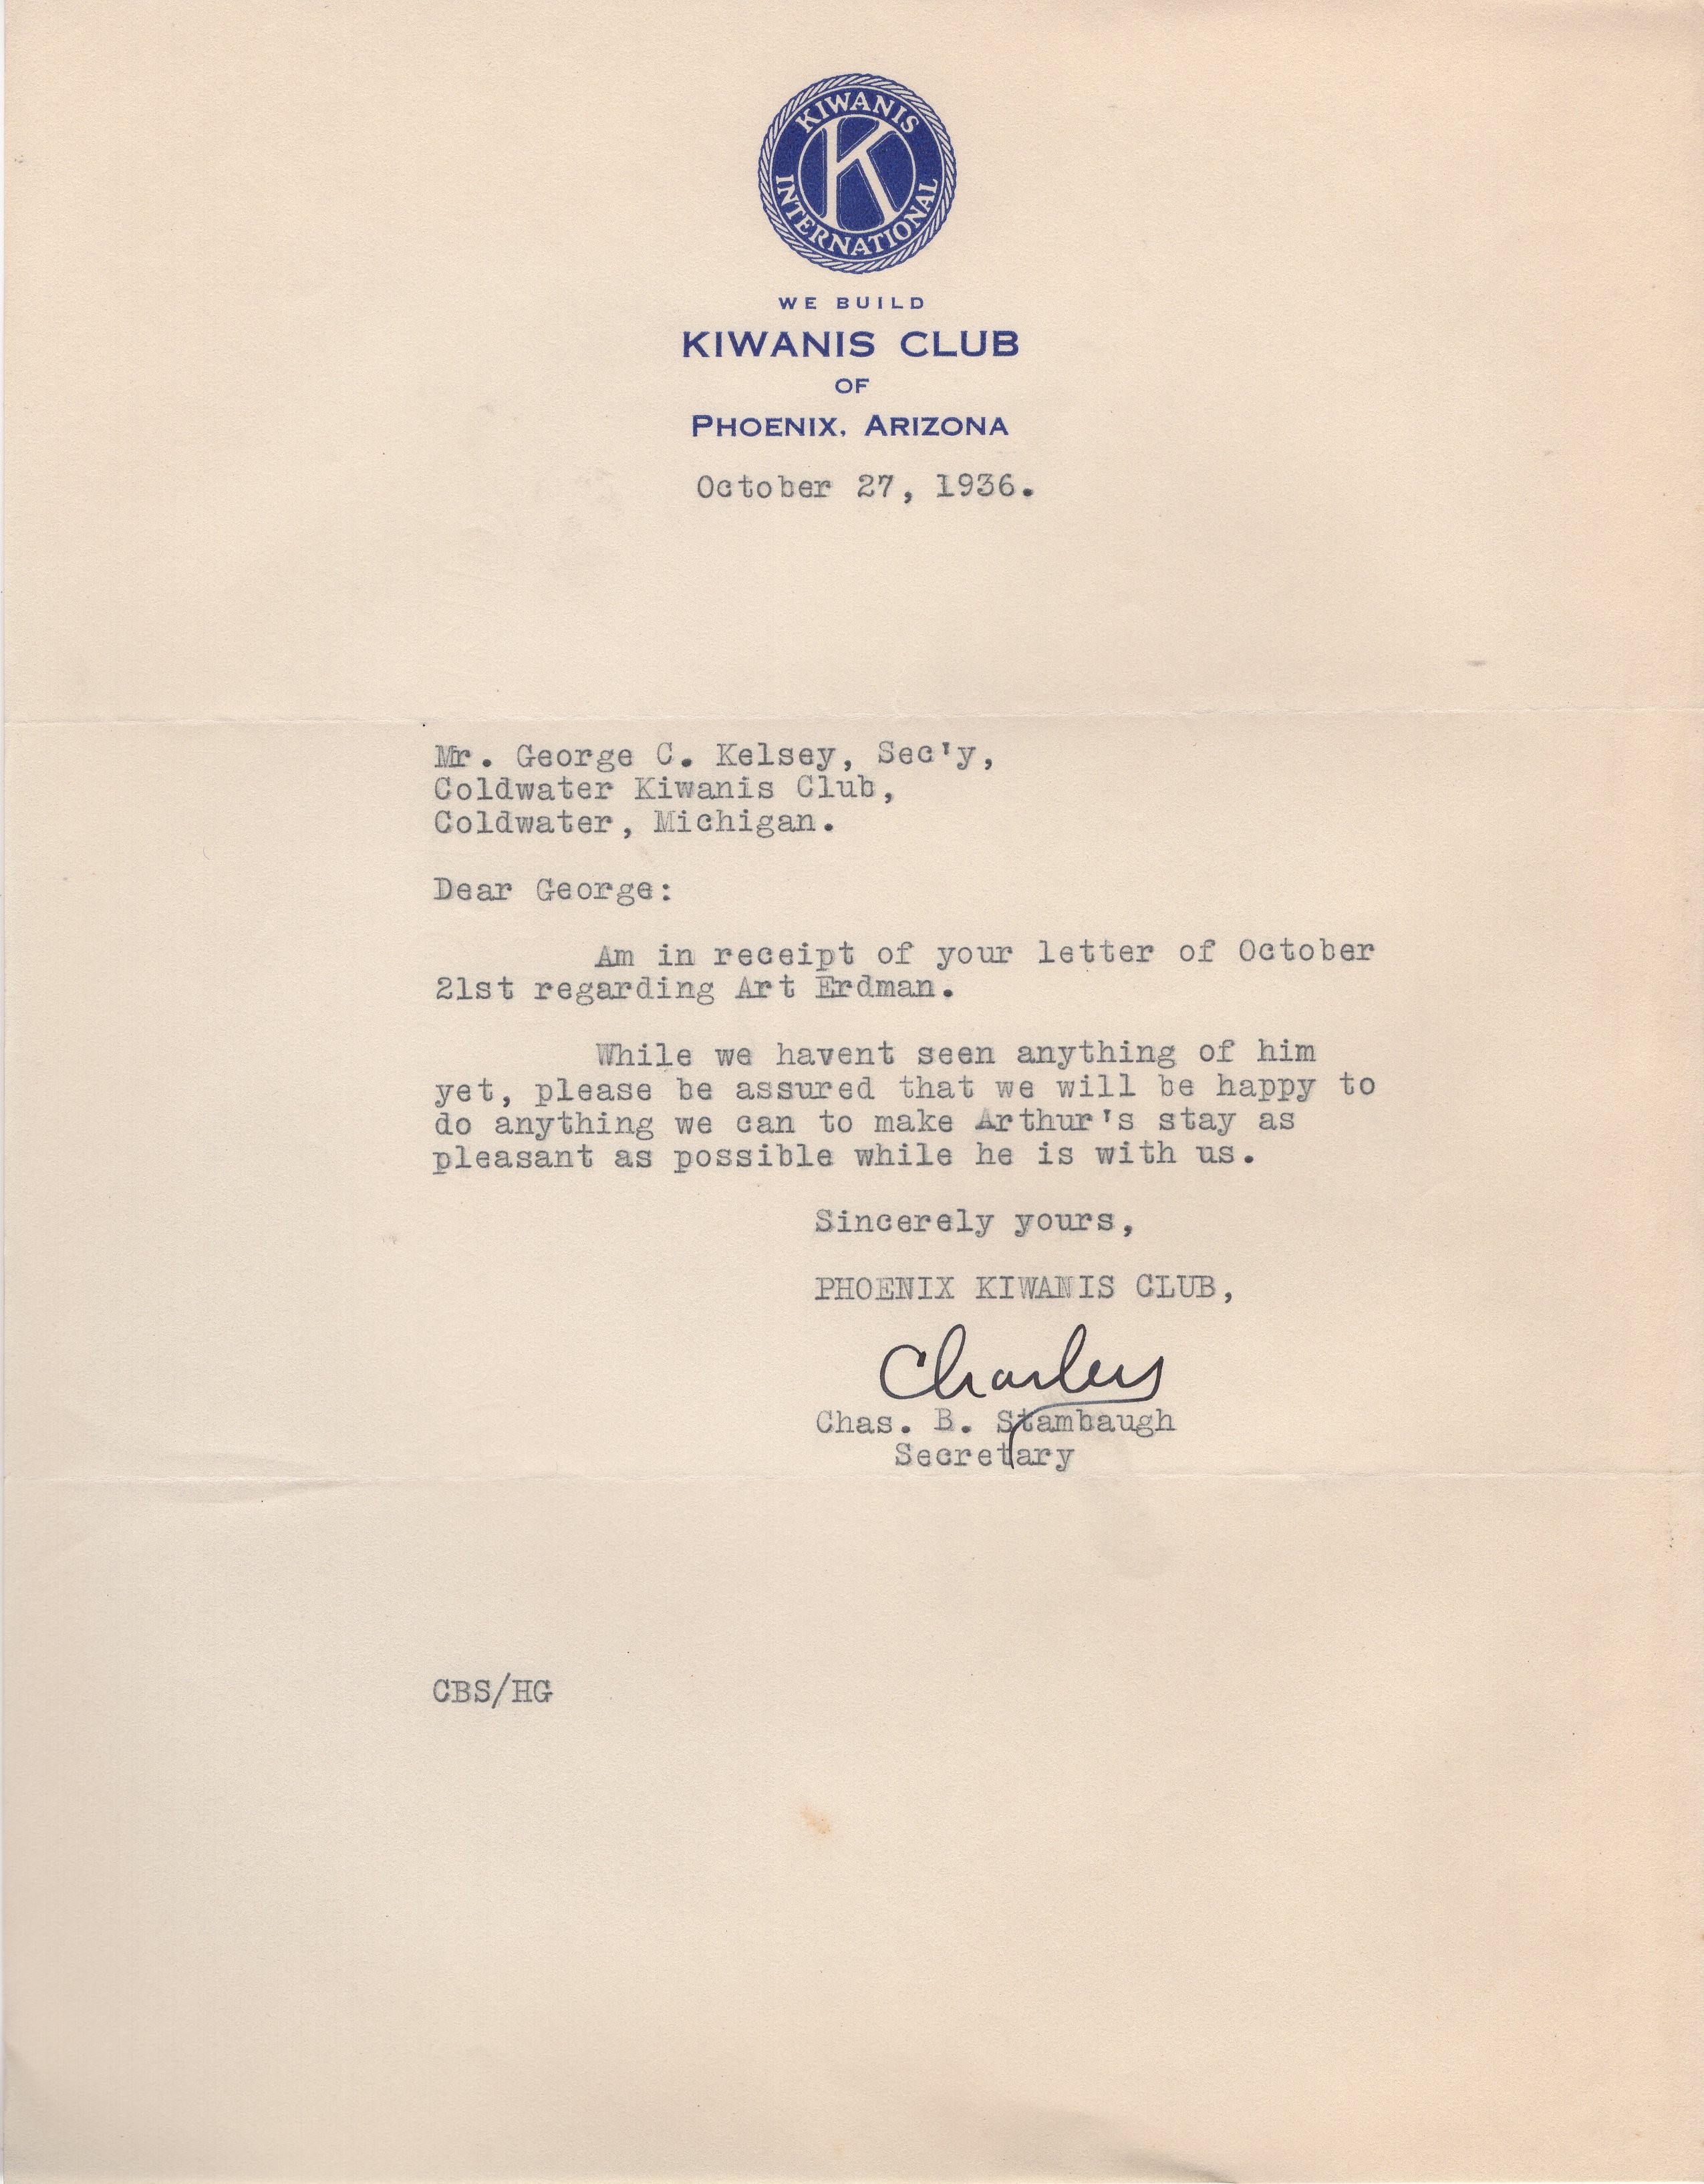 KIWANIS
K
INTERNATIONAL
WE BUILD
KIWANIS CLUB
OF
PHOENIX, ARIZONA
October 27, 1936.
Mr. George C. Kelsey, Sec'y,
Coldwater Kiwanis Club,
Coldwater, Michigan.
Dear George:
Am in receipt of your letter of October
21st regarding Art Erdman.
While we havent seen anything of him
yet, please be assured that we will be happy to
do anything we can to make Arthur's stay as
pleasant as possible while he is with us.
Sincerely yours,
PHOENIX KIWANIS CLUB,
Charles
Chas. B. Stambaugh
Secretary
CBS/HG